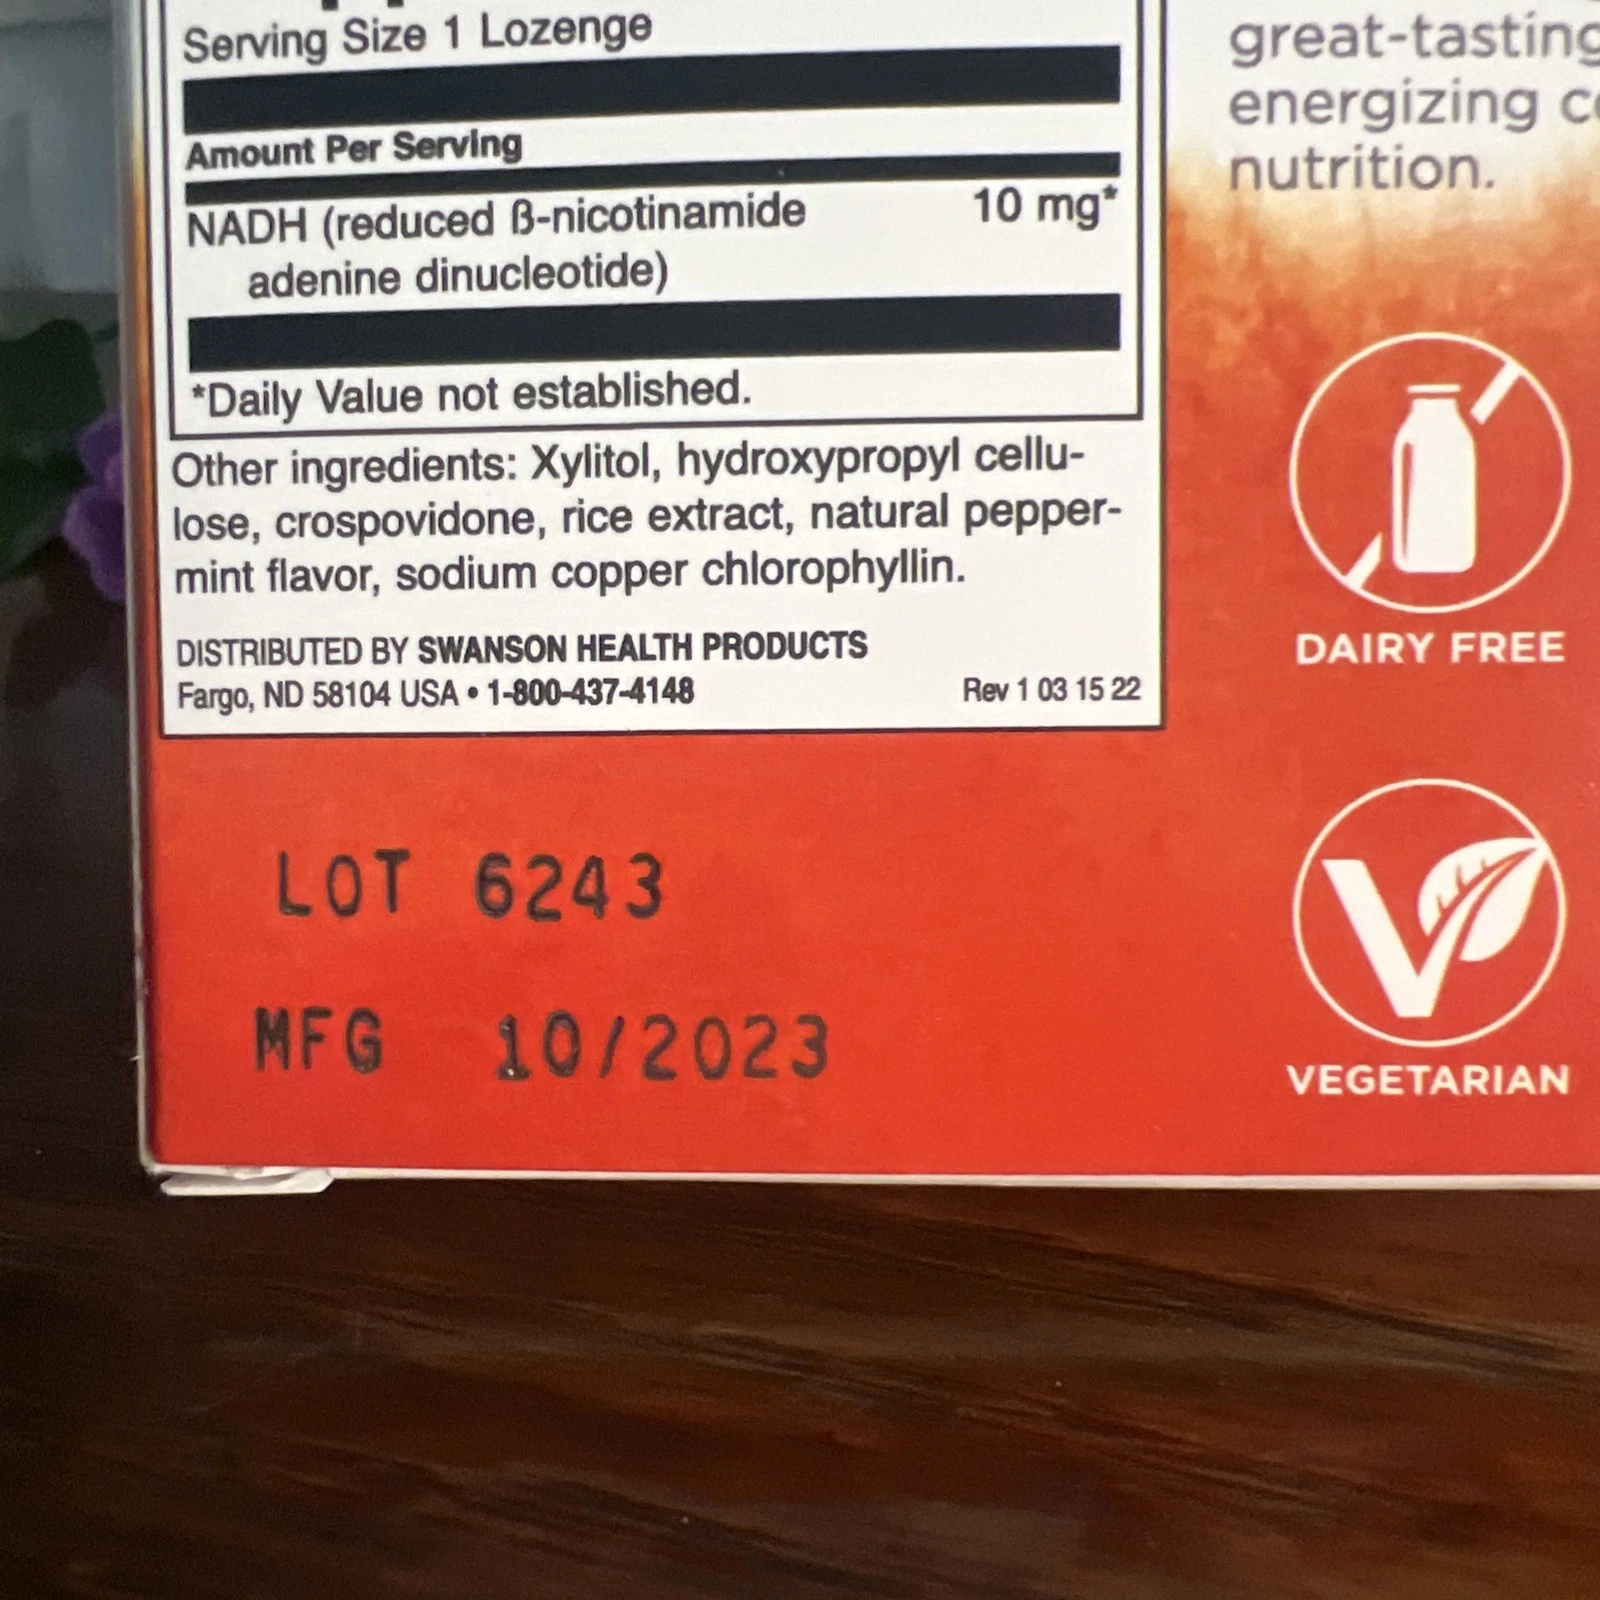 Serving Size 1 Lozenge
Amount Per Serving
NADH (reduced ß-nicotinamide 10 mg*
adenine dinucleotide)
*Daily Value not established.
Other ingredients: Xylitol, hydroxypropyl cellu-
lose, crospovidone, rice extract, natural pepper-
mint flavor, sodium copper chlorophyllin.
DISTRIBUTED BY SWANSON HEALTH PRODUCTS
Fargo, ND 58104 USA • 1-800-437-4148 Rev 1 03 15 22
LOT 6243
MFG 10/2023
great-tasting
energizing
nutrition.
DAIRY FREE
VEGETARIAN